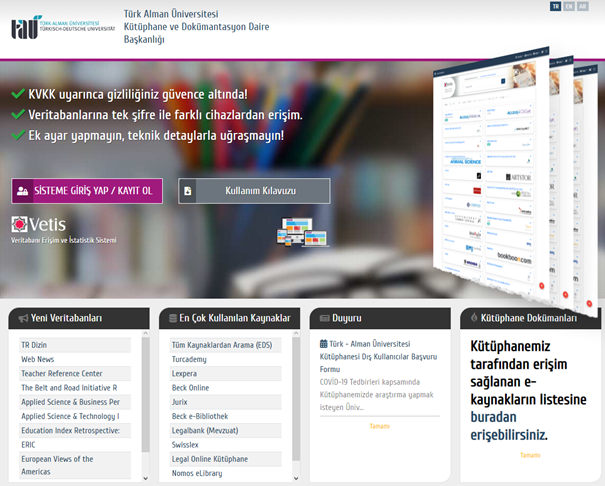 TÜRK ALMAN ÜNİVERSİTESİ
TÜRKISCH-DEUTSCHE UNIVERSITÄT
Türk Alman Üniversitesi
Kütüphane ve Dokümantasyon Daire
Başkanlığı
TR EN AR
KVKK uyarınca gizliliğiniz güvence altında!
Veritabanlarına tek şifre ile farklı cihazlardan erişim.
Ek ayar yapmayın, teknik detaylarla uğraşmayın!
SİSTEME GİRİŞ YAP / KAYIT OL
Kullanım Kılavuzu
Vetis
Veritabanı Erişim ve İstatistik Sistemi
ANIMAL SCIENCE
ARTSTOR
bookboon.com
Yeni Veritabanları
TR Dizin
Web News
Teacher Reference Center
The Belt and Road Initiative R
Applied Science & Business Per
Applied Science & Technology I
Education Index Retrospective:
ERIC
European Views of the
Americas
En Çok Kullanılan Kaynaklar
Tüm Kaynaklardan Arama (EDS)
Turcademy
Lexpera
Beck Online
Jurix
Beck e-Bibliothek
Legalbank (Mevzuat)
Swisslex
Legal Online Kütüphane
Nomos eLibrary
Duyuru
Türk - Alman Üniversitesi
Kütüphanesi Dış Kullanıcılar Başvuru
Formu
COVİD-19 Tedbirleri kapsamında
Kütüphanemizde araştırma yapmak
isteyen Üniv...
Tamamı
Kütüphane Dokümanları
Kütüphanemiz
tarafından erişim
sağlanan e-
kaynakların listesine
buradan
erişebilirsiniz.
Tamamı